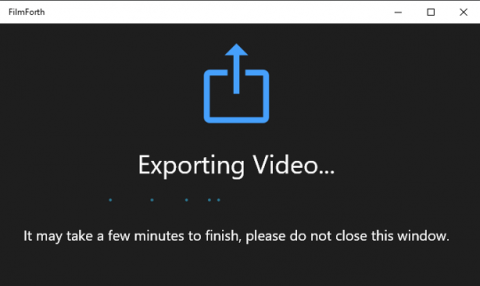 FilmForth
Exporting Video...
It may take a few minutes to finish, please do not close this window.